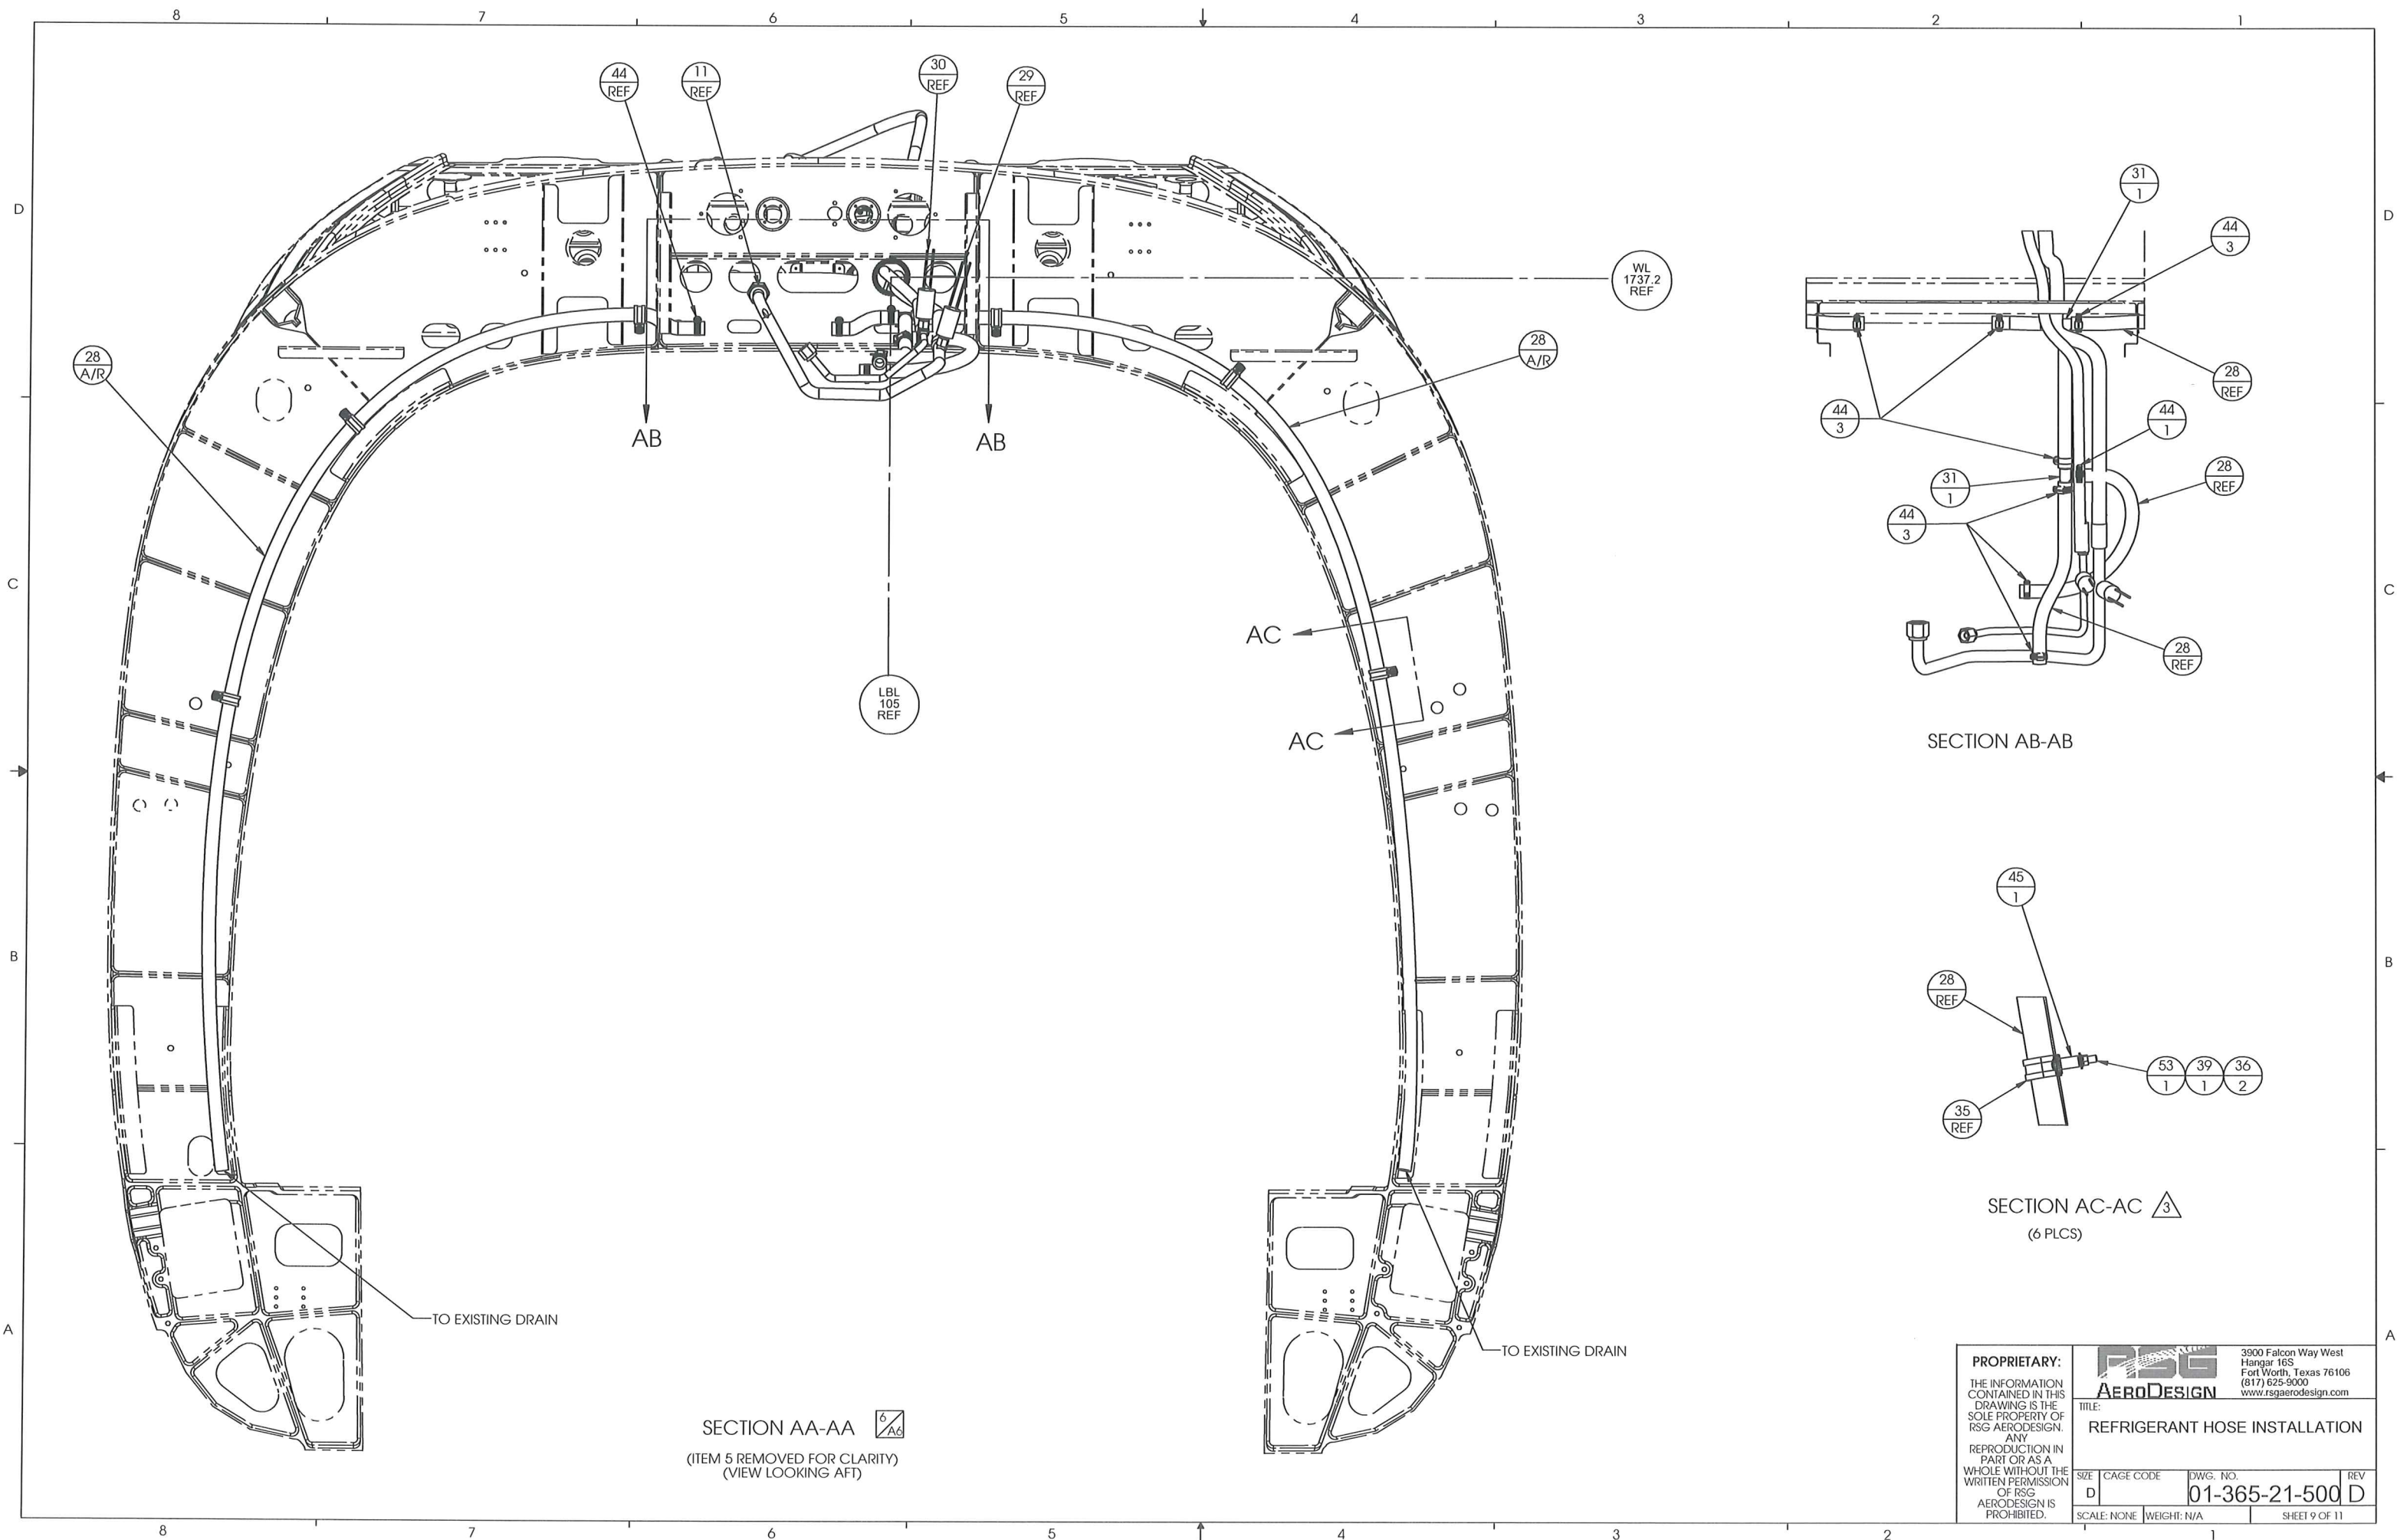 8 7 6 5 4 3 2 1
D
C
B
A
44
REF
11
REF
30
REF
29
REF
WL
1737.2
REF
28
A/R
28
A/R
AB
AB
LBL
105
REF
AC
AC
TO EXISTING DRAIN
TO EXISTING DRAIN
SECTION AA-AA
6
A6
(ITEM 5 REMOVED FOR CLARITY)
(VIEW LOOKING AFT)
31
1
44
3
28
REF
44
3
44
1
31
1
28
REF
44
3
28
REF
SECTION AB-AB
45
1
28
REF
53 39 36
1 1 2
35
REF
SECTION AC-AC 3
(6 PLCS)
D
C
B
A
PROPRIETARY:
THE INFORMATION
CONTAINED IN THIS
DRAWING IS THE
SOLE PROPERTY OF
RSG AERODESIGN.
ANY
REPRODUCTION IN
PART OR AS A
WHOLE WITHOUT THE
WRITTEN PERMISSION
OF RSG
AERODESIGN IS
PROHIBITED.
RSG
AERODESIGN
3900 Falcon Way West
Hangar 16S
Fort Worth, Texas 76106
(817) 625-9000
www.rsgaerodesign.com
TITLE:
REFRIGERANT HOSE INSTALLATION
SIZE
D
CAGE CODE
DWG. NO.
01-365-21-500
REV
D
SCALE: NONE WEIGHT: N/A SHEET 9 OF 11
8 7 6 5 4 3 2 1